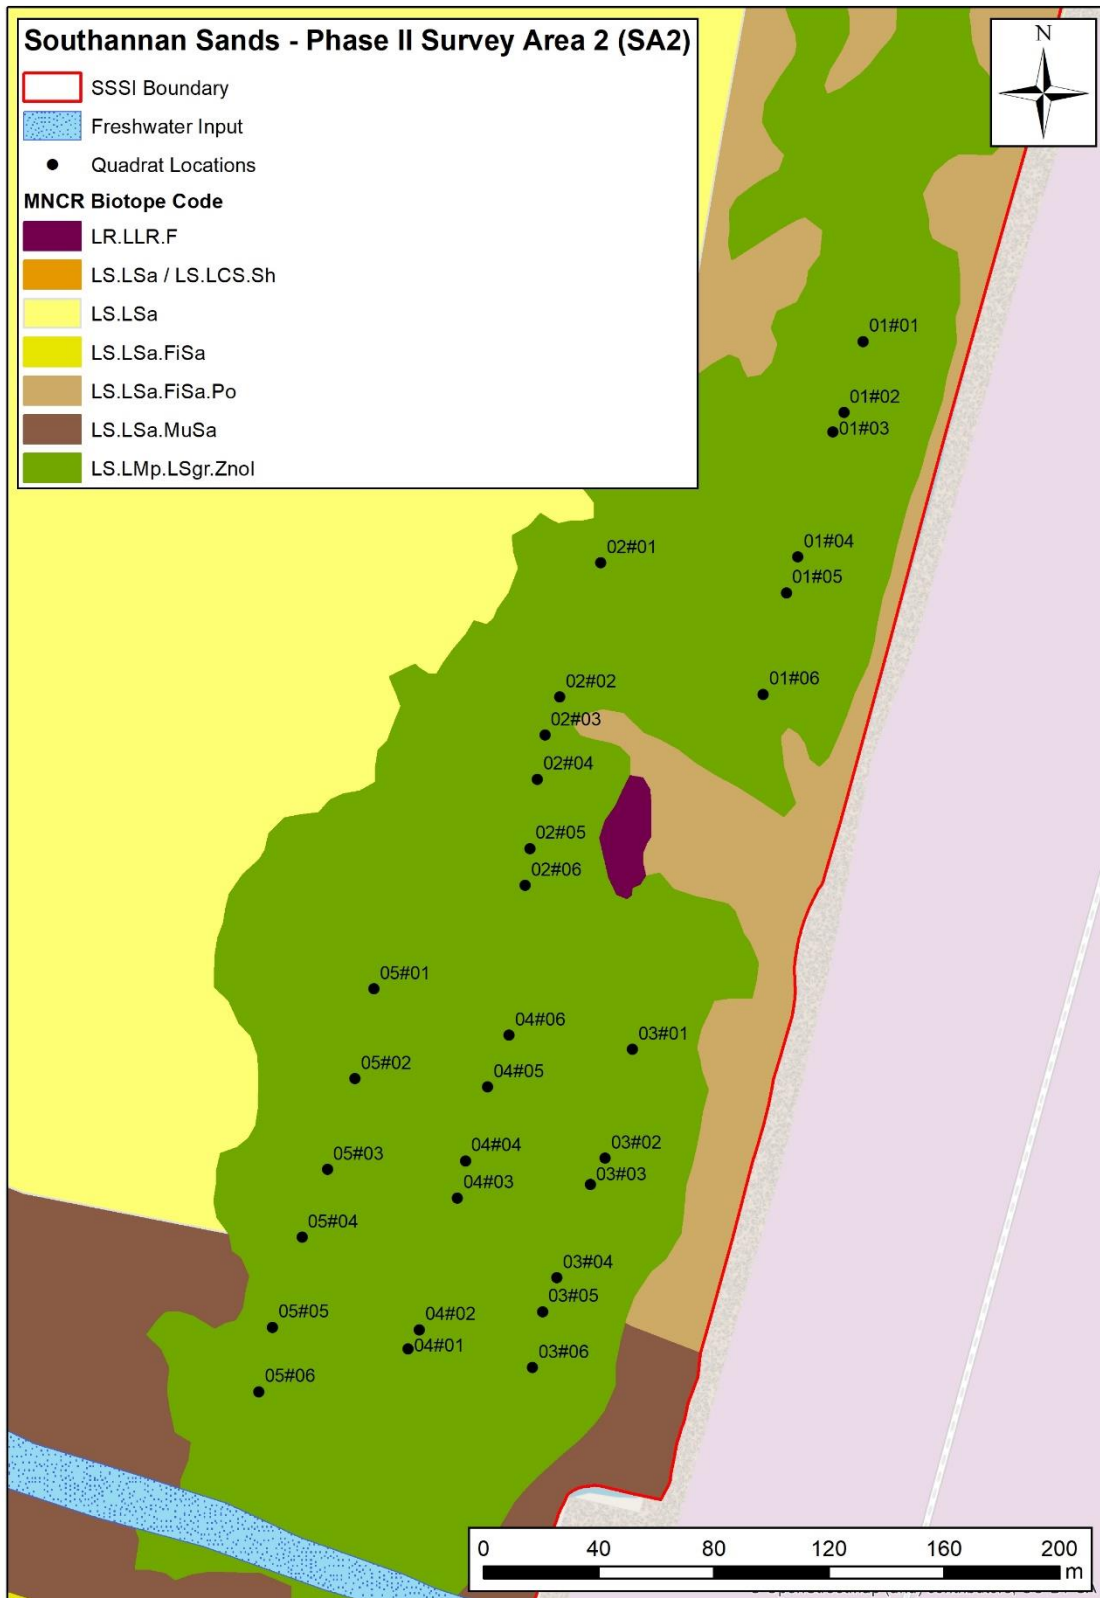 Southannan Sands - Phase II Survey Area 2 (SA2)
SSSI Boundary
Freshwater Input
Quadrat Locations
MNCR Biotope Code
LR.LLR.F
LS.LSa / LS.LCS.Sh
LS.LSa
LS.LSa.FiSa
LS.LSa.FiSa.Po
LS.LSa.MuSa
LS.LMp.LSgr.Znol
N
01#01
01#02
01#03
01#04
02#01
01#05
01#06
02#02
02#03
02#04
02#05
02#06
05#01
04#06
03#01
05#02
04#05
03#02
04#04
05#03
03#03
04#03
05#04
03#04
03#05
05#05
04#02
04#01
03#06
05#06
0 40 80 120 160 200
m